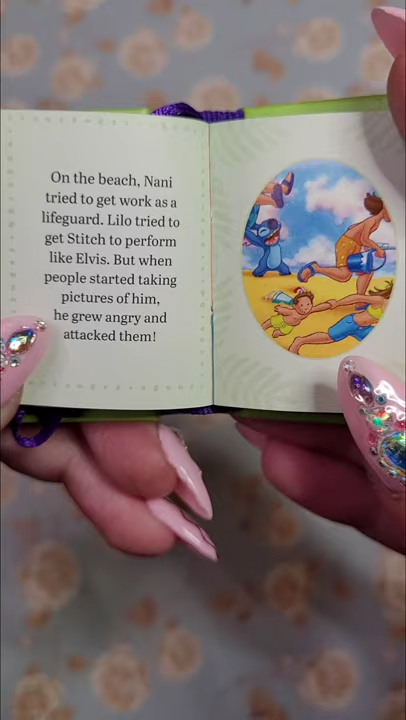 On the beach, Nani
tried to get work as a
lifeguard. Lilo tried to
get Stitch to perform
like Elvis. But when
people started taking
pictures of him,
he grew angry and
attacked them!